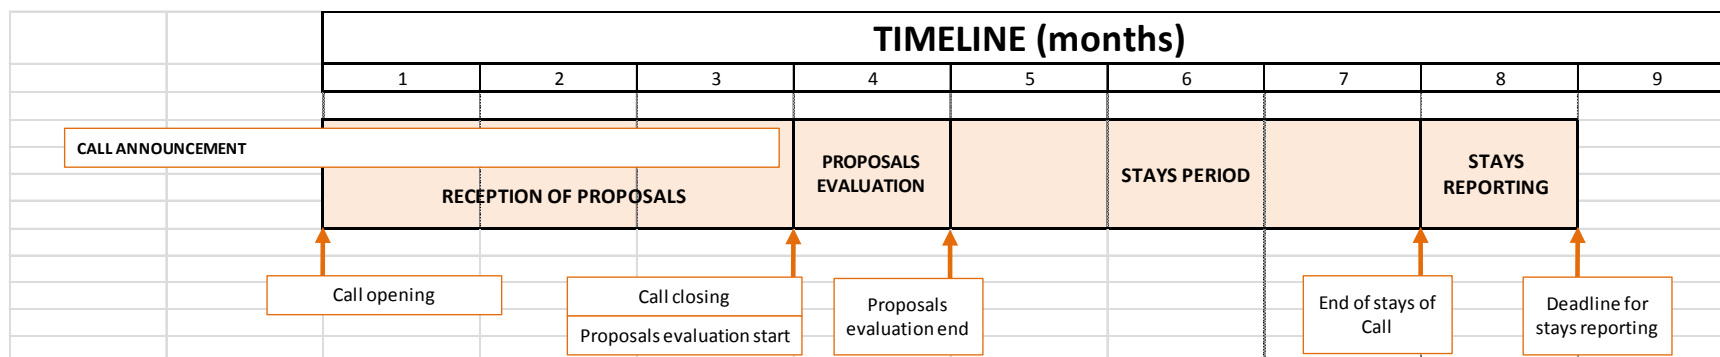 TIMELINE (months)
1 2 3 4 5 6 7 8 9
CALL ANNOUNCEMENT
RECEPTION OF PROPOSALS
PROPOSALS
EVALUATION
STAYS PERIOD
STAYS
REPORTING
Call opening
Call closing
Proposals evaluation start
Proposals
evaluation end
End of stays of
Call
Deadline for
stays reporting